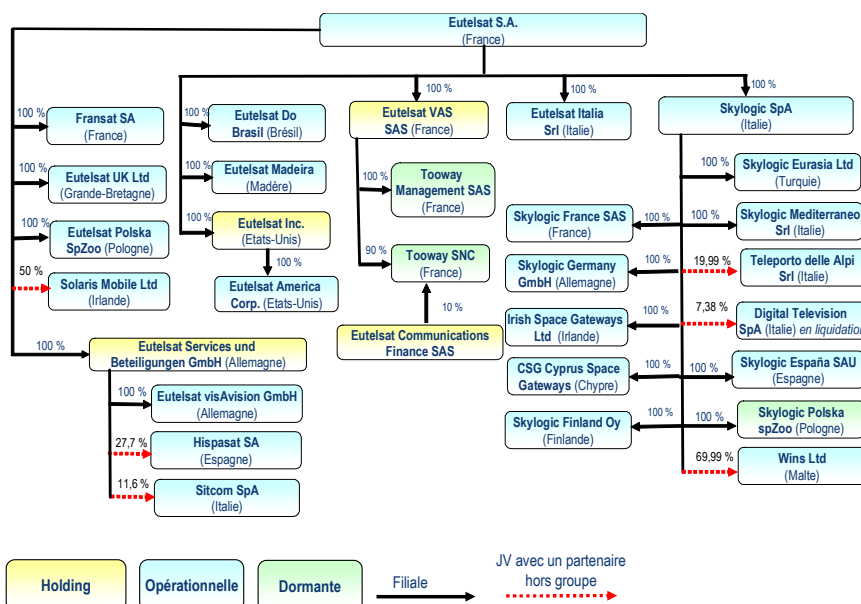 Eutelsat S.A.
(France)
100 %
100 %
100 %
100 %
100 %
Fransat SA
(France)
100 %
Eutelsat UK Ltd
(Grande-Bretagne)
100 %
Eutelsat Polska
SpZoo (Pologne)
50 %
Solaris Mobile Ltd
(Irlande)
100 %
Eutelsat Services und
Beteiligungen GmbH (Allemagne)
100 %
Eutelsat visAvision GmbH
(Allemagne)
27,7 %
Hispasat SA
(Espagne)
11,6 %
Sitcom SpA
(Italie)
Eutelsat Do
Brasil (Brésil)
100 %
Eutelsat Madeira
(Madère)
100 %
Eutelsat Inc.
(Etats-Unis)
100 %
Eutelsat America
Corp. (Etats-Unis)
Eutelsat VAS
SAS (France)
100 %
Tooway
Management SAS
(France)
90 %
Tooway SNC
(France)
10 %
Eutelsat Communications
Finance SAS
Eutelsat Italia
Srl (Italie)
Skylogic SpA
(Italie)
100 %
Skylogic Eurasia Ltd
(Turquie)
Skylogic France SAS
(France)
100 %
100 %
Skylogic Mediterraneo
Srl (Italie)
Skylogic Germany
GmbH (Allemagne)
100 %
19,99 %
Teleporto delle Alpi
Srl (Italie)
Irish Space Gateways
Ltd (Irlande)
100 %
7,38 %
Digital Television
SpA (Italie) en liquidation
CSG Cyprus Space
Gateways (Chypre)
100 %
100 %
Skylogic España SAU
(Espagne)
Skylogic Finland Oy
(Finlande)
100 %
100 %
Skylogic Polska
spZoo (Pologne)
69,99 %
Wins Ltd
(Malte)
Holding
Opérationnelle
Dormante
Filiale
JV avec un partenaire
hors groupe